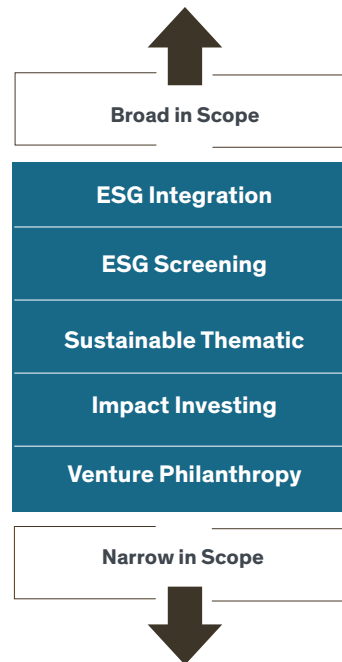 Broad in Scope
ESG Integration
ESG Screening
Sustainable Thematic
Impact Investing
Venture Philanthropy
Narrow in Scope